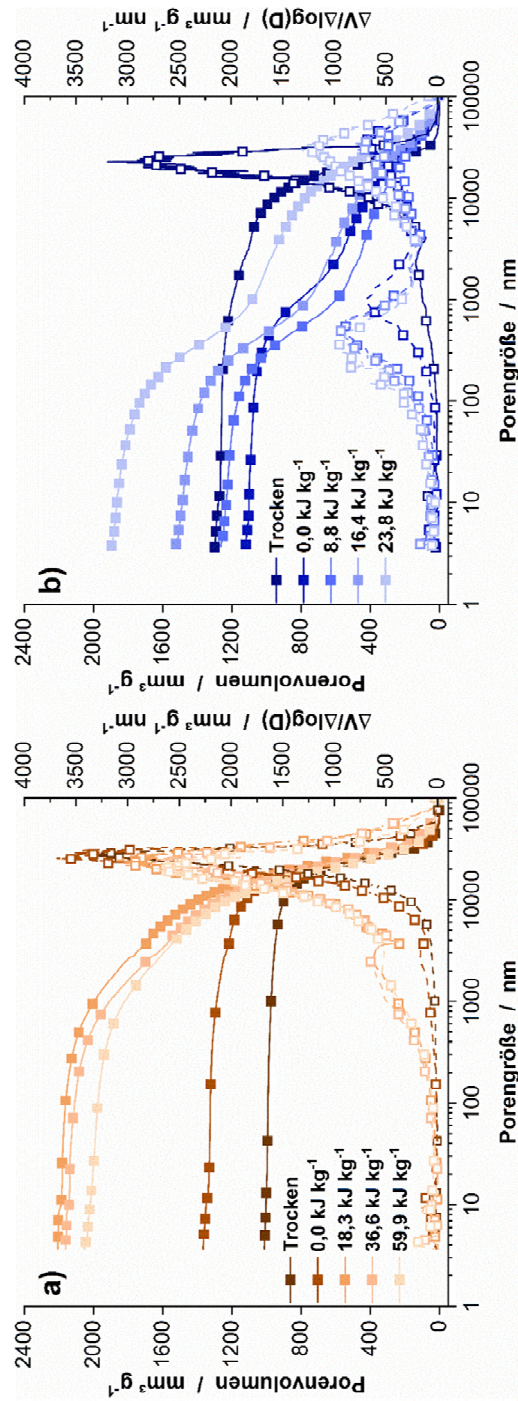 a)
Porenvolumen / mm³ g⁻¹
2400
2000
1600
1200
800
400
0
ΔV/Δlog(D) / mm³ g⁻¹ nm⁻¹
4000
3500
3000
2500
2000
1500
1000
500
0
Trocken
0,0 kJ kg⁻¹
18,3 kJ kg⁻¹
36,6 kJ kg⁻¹
59,9 kJ kg⁻¹
1 10 100 1000 10000 100000
Porengröße / nm
b)
Porenvolumen / mm³ g⁻¹
2400
2000
1600
1200
800
400
0
ΔV/Δlog(D) / mm³ g⁻¹ nm⁻¹
4000
3500
3000
2500
2000
1500
1000
500
0
Trocken
0,0 kJ kg⁻¹
8,8 kJ kg⁻¹
16,4 kJ kg⁻¹
23,8 kJ kg⁻¹
1 10 100 1000 10000 100000
Porengröße / nm